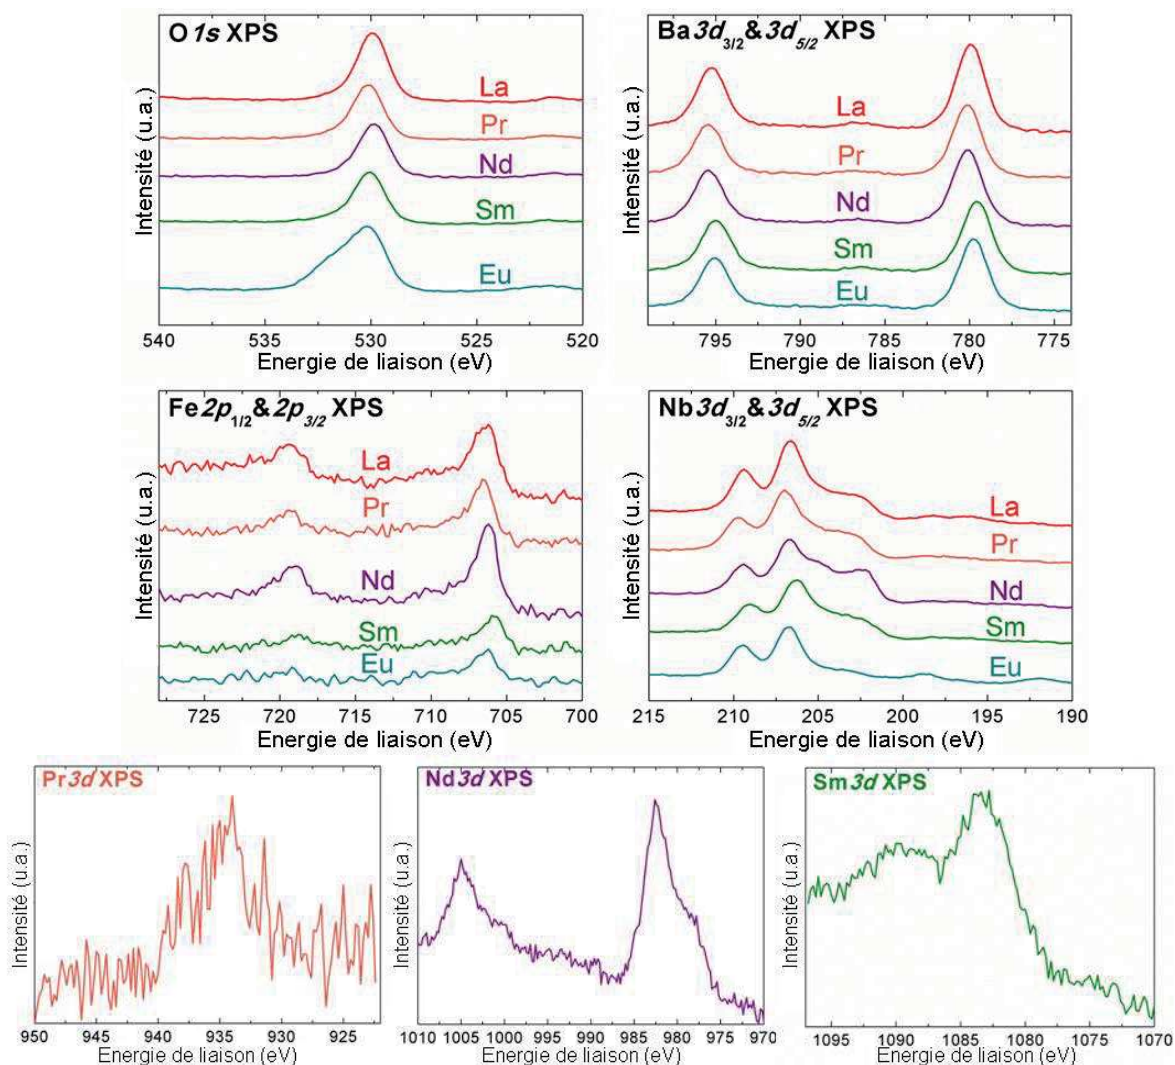 O 1s XPS
La
Pr
Nd
Sm
Eu
Intensité (u.a.)
540 535 530 525 520
Energie de liaison (eV)
Ba 3d3/2 & 3d5/2 XPS
La
Pr
Nd
Sm
Eu
Intensité (u.a.)
795 790 785 780 775
Energie de liaison (eV)
Fe 2p1/2 & 2p3/2 XPS
La
Pr
Nd
Sm
Eu
Intensité (u.a.)
725 720 715 710 705 700
Energie de liaison (eV)
Nb 3d3/2 & 3d5/2 XPS
La
Pr
Nd
Sm
Eu
Intensité (u.a.)
215 210 205 200 195 190
Energie de liaison (eV)
Pr 3d XPS
Intensité (u.a.)
950 945 940 935 930 925
Energie de liaison (eV)
Nd 3d XPS
Intensité (u.a.)
1010 1005 1000 995 990 985 980 975 970
Energie de liaison (eV)
Sm 3d XPS
Intensité (u.a.)
1095 1090 1085 1080 1075 1070
Energie de liaison (eV)